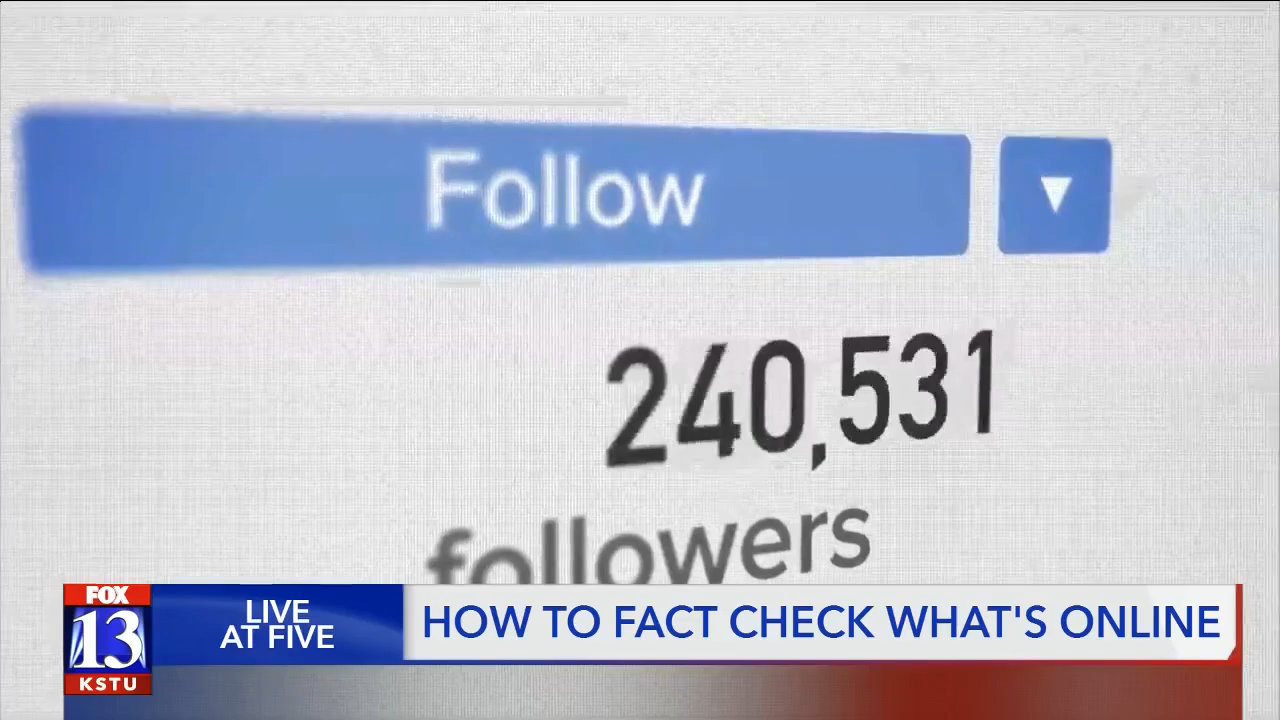 Follow
240,531
followers
FOX
13
KSTU
LIVE
AT FIVE
HOW TO FACT CHECK WHAT'S ONLINE